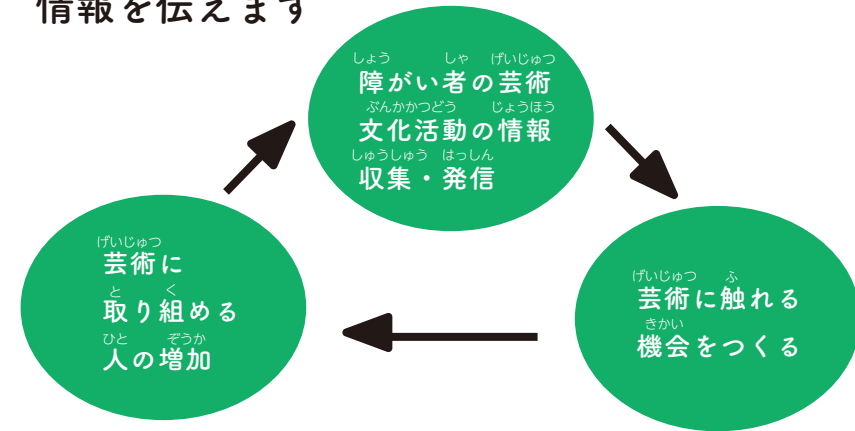 情報を伝えます
しょう しゃ げいじゅつ
障がい者の芸術
ぶんかかつどう じょうほう
文化活動の情報
しゅうしゅう はっしん
収集・発信
げいじゅつ ふ
芸術に触れる
きかい
機会をつくる
げいじゅつ
芸術に
と く
取り組める
ひと ぞうか
人の増加